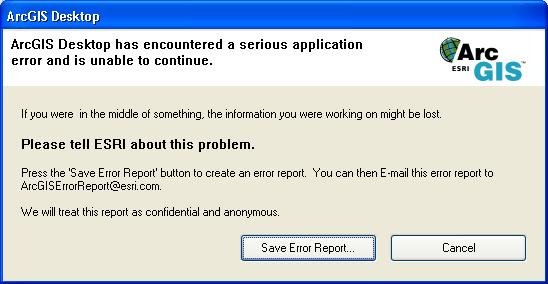 ArcGIS Desktop
ArcGIS Desktop has encountered a serious application
error and is unable to continue.
Arc
ESRI GIS™
If you were  in the middle of something, the information you were working on might be lost.
Please tell ESRI about this problem.
Press the 'Save Error Report' button to create an error report.  You can then E-mail this error report to
ArcGISErrorReport@esri.com.
We will treat this report as confidential and anonymous.
Save Error Report...
Cancel